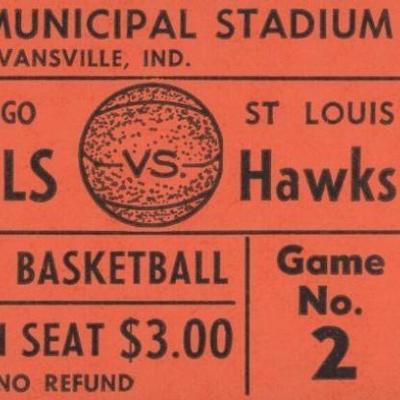 MUNICIPAL STADIUM
VANSVILLE, IND.
GO ST LOUIS
LS VS. Hawks
BASKETBALL
SEAT $3.00
NO REFUND
Game
No.
2